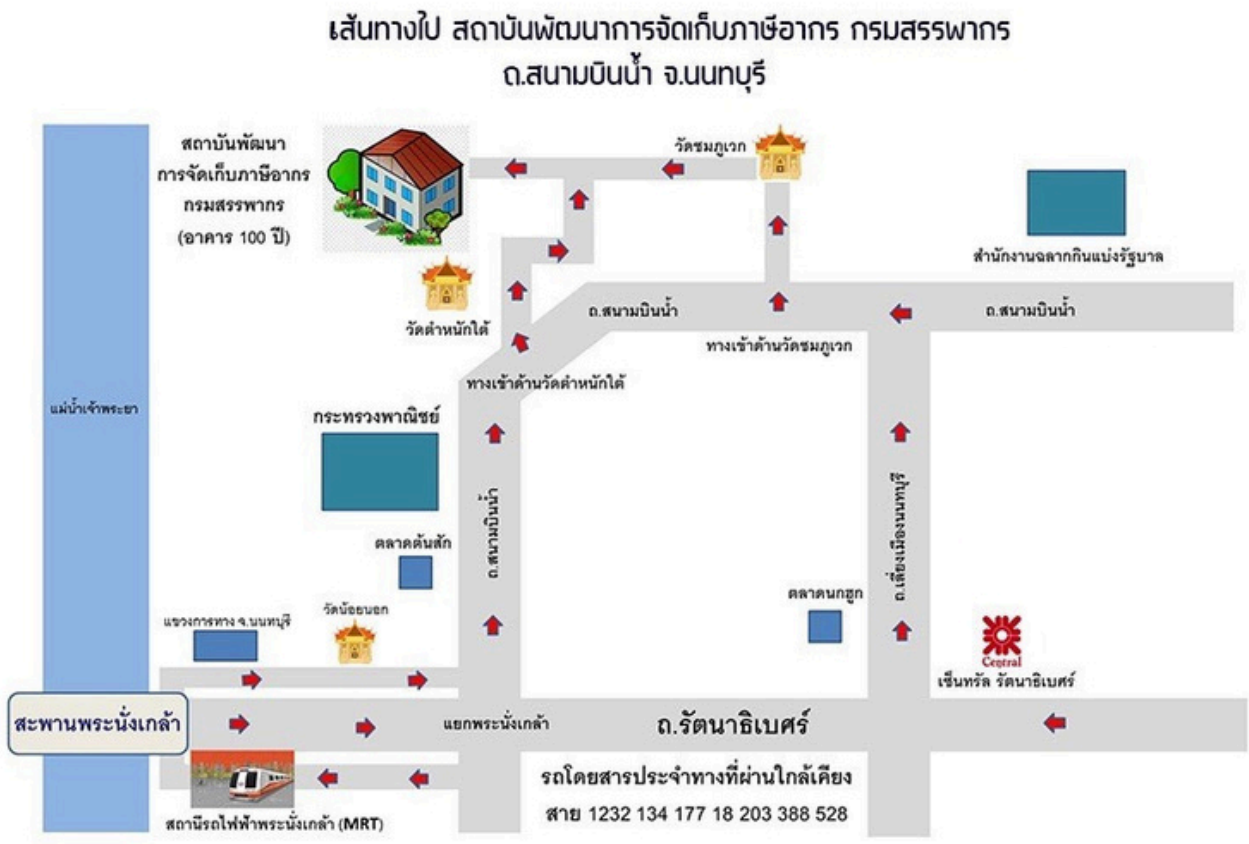 เส้นทางไป สถาบันพัฒนาการจัดเก็บภาษีอากร กรมสรรพากร
ถ.สนามบินน้ำ จ.นนทบุรี
สถาบันพัฒนา
การจัดเก็บภาษีอากร
กรมสรรพากร
(อาคาร 100 ปี)
วัดชมภูเวก
สำนักงานฉลากกินแบ่งรัฐบาล
วัดตำหนักใต้
ถ.สนามบินน้ำ
ถ.สนามบินน้ำ
ทางเข้าด้านวัดชมภูเวก
ทางเข้าด้านวัดตำหนักใต้
แม่น้ำเจ้าพระยา
กระทรวงพาณิชย์
ถ.สนามบินน้ำ
ถ.เลี่ยงเมืองนนทบุรี
ตลาดต้นสัก
ตลาดนกฮูก
แขวงการทาง จ.นนทบุรี
วัดน้อยนอก
Central
เซ็นทรัล รัตนาธิเบศร์
สะพานพระนั่งเกล้า
แยกพระนั่งเกล้า
ถ.รัตนาธิเบศร์
รถโดยสารประจำทางที่ผ่านใกล้เคียง
สาย 1232 134 177 18 203 388 528
สถานีรถไฟฟ้าพระนั่งเกล้า (MRT)